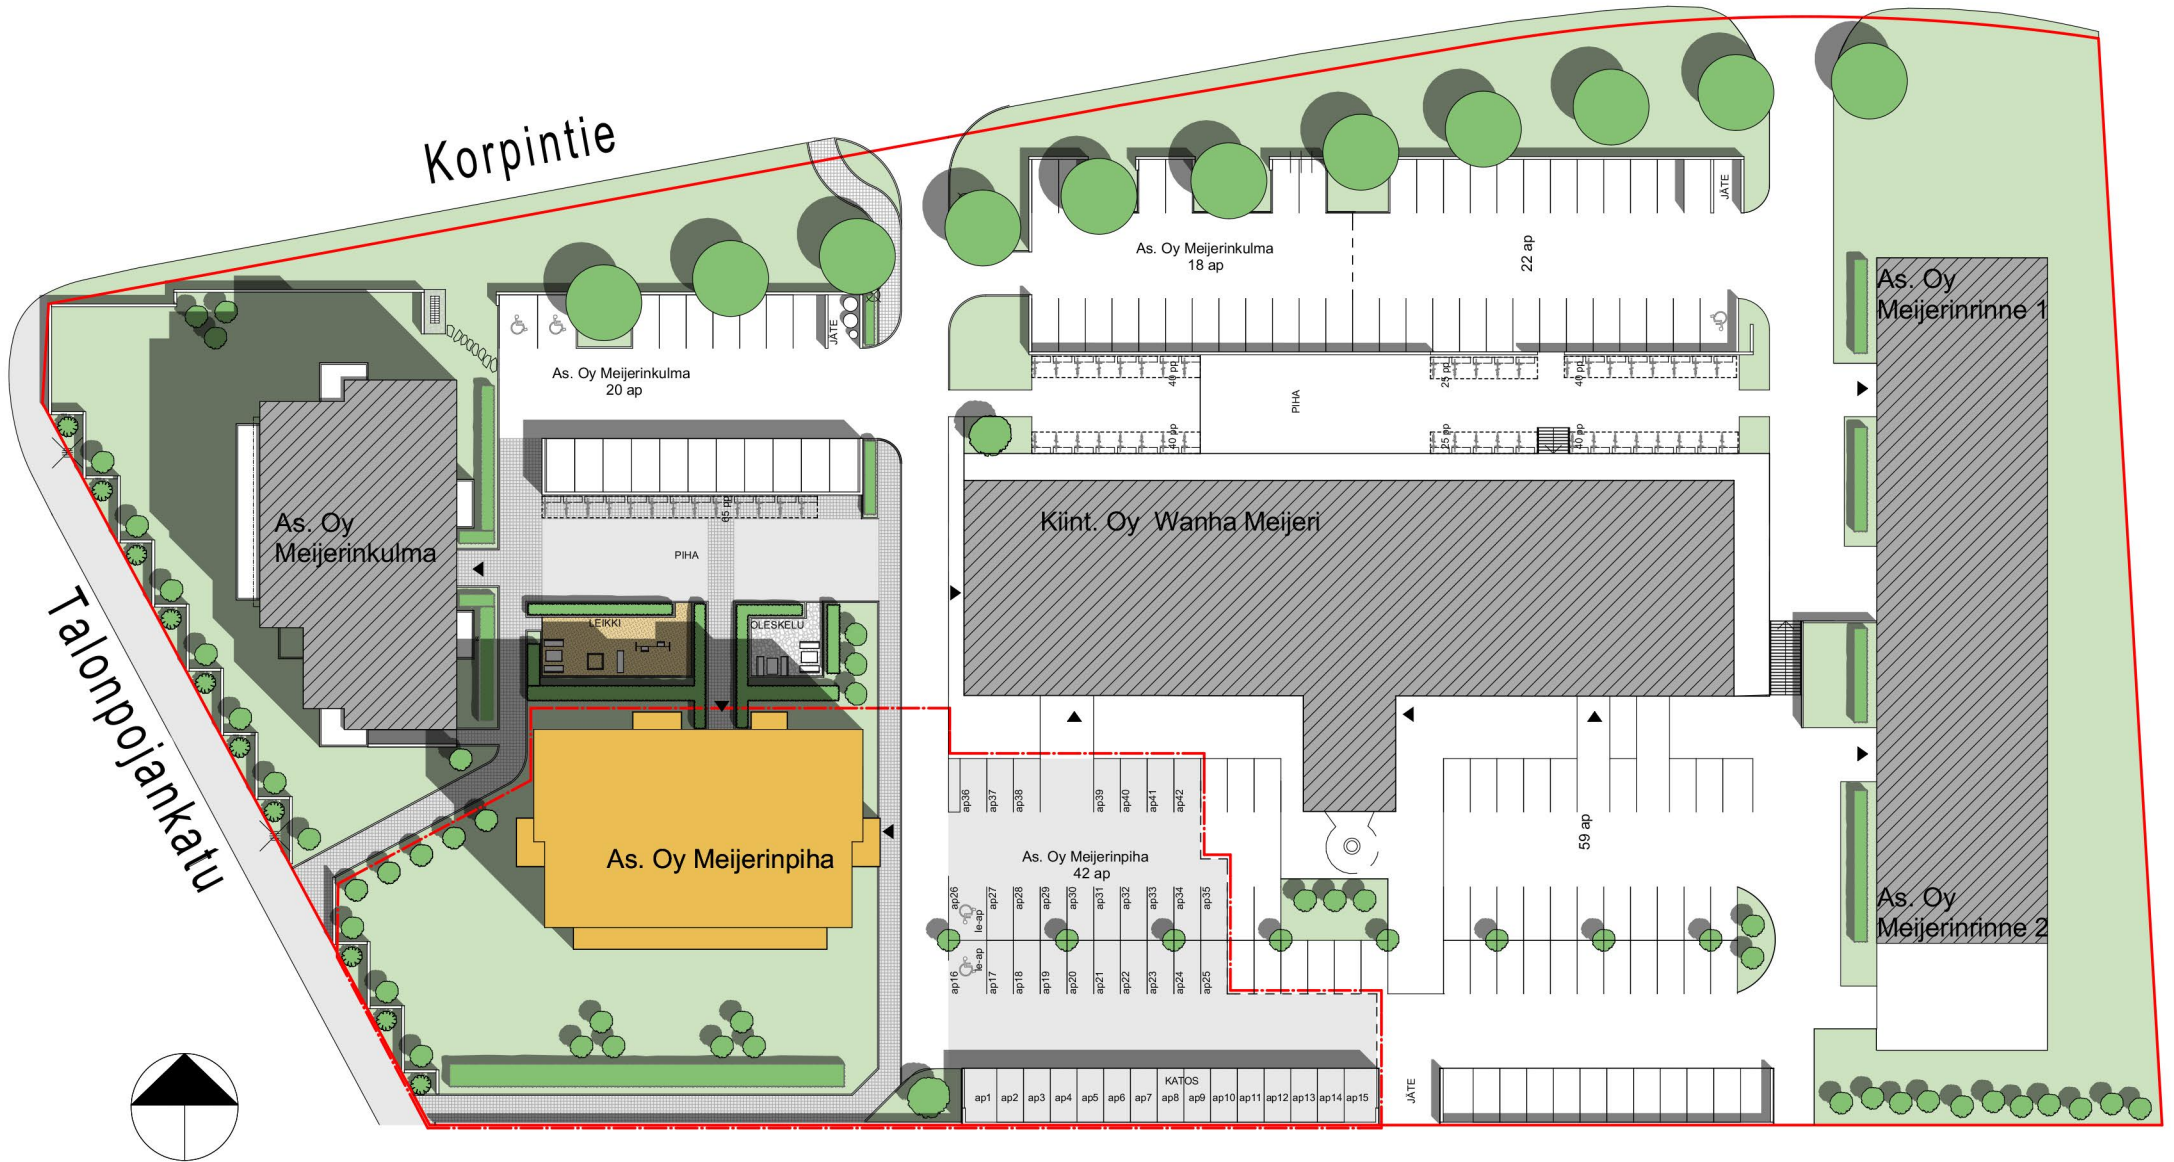 Korpintie
Talonpojankatu
As. Oy Meijerinkulma
18 ap
22 ap
JÄTE
As. Oy
Meijerinrinne 1
JÄTE
As. Oy Meijerinkulma
20 ap
40 pp
25 pp
40 pp
PIHA
40 pp
25 pp
40 pp
65 pp
As. Oy
Meijerinkulma
PIHA
Kiint. Oy Wanha Meijeri
LEIKKI
OLESKELU
As. Oy Meijerinpiha
ap36
ap37
ap38
ap39
ap40
ap41
ap42
59 ap
As. Oy Meijerinpiha
42 ap
ap26
ap27
ap28
ap29
ap30
ap31
ap32
ap33
ap34
ap35
le-ap
le-ap
ap16
ap17
ap18
ap19
ap20
ap21
ap22
ap23
ap24
ap25
As. Oy
Meijerinrinne 2
KATOS
ap1 ap2 ap3 ap4 ap5 ap6 ap7 ap8 ap9 ap10 ap11 ap12 ap13 ap14 ap15
JÄTE